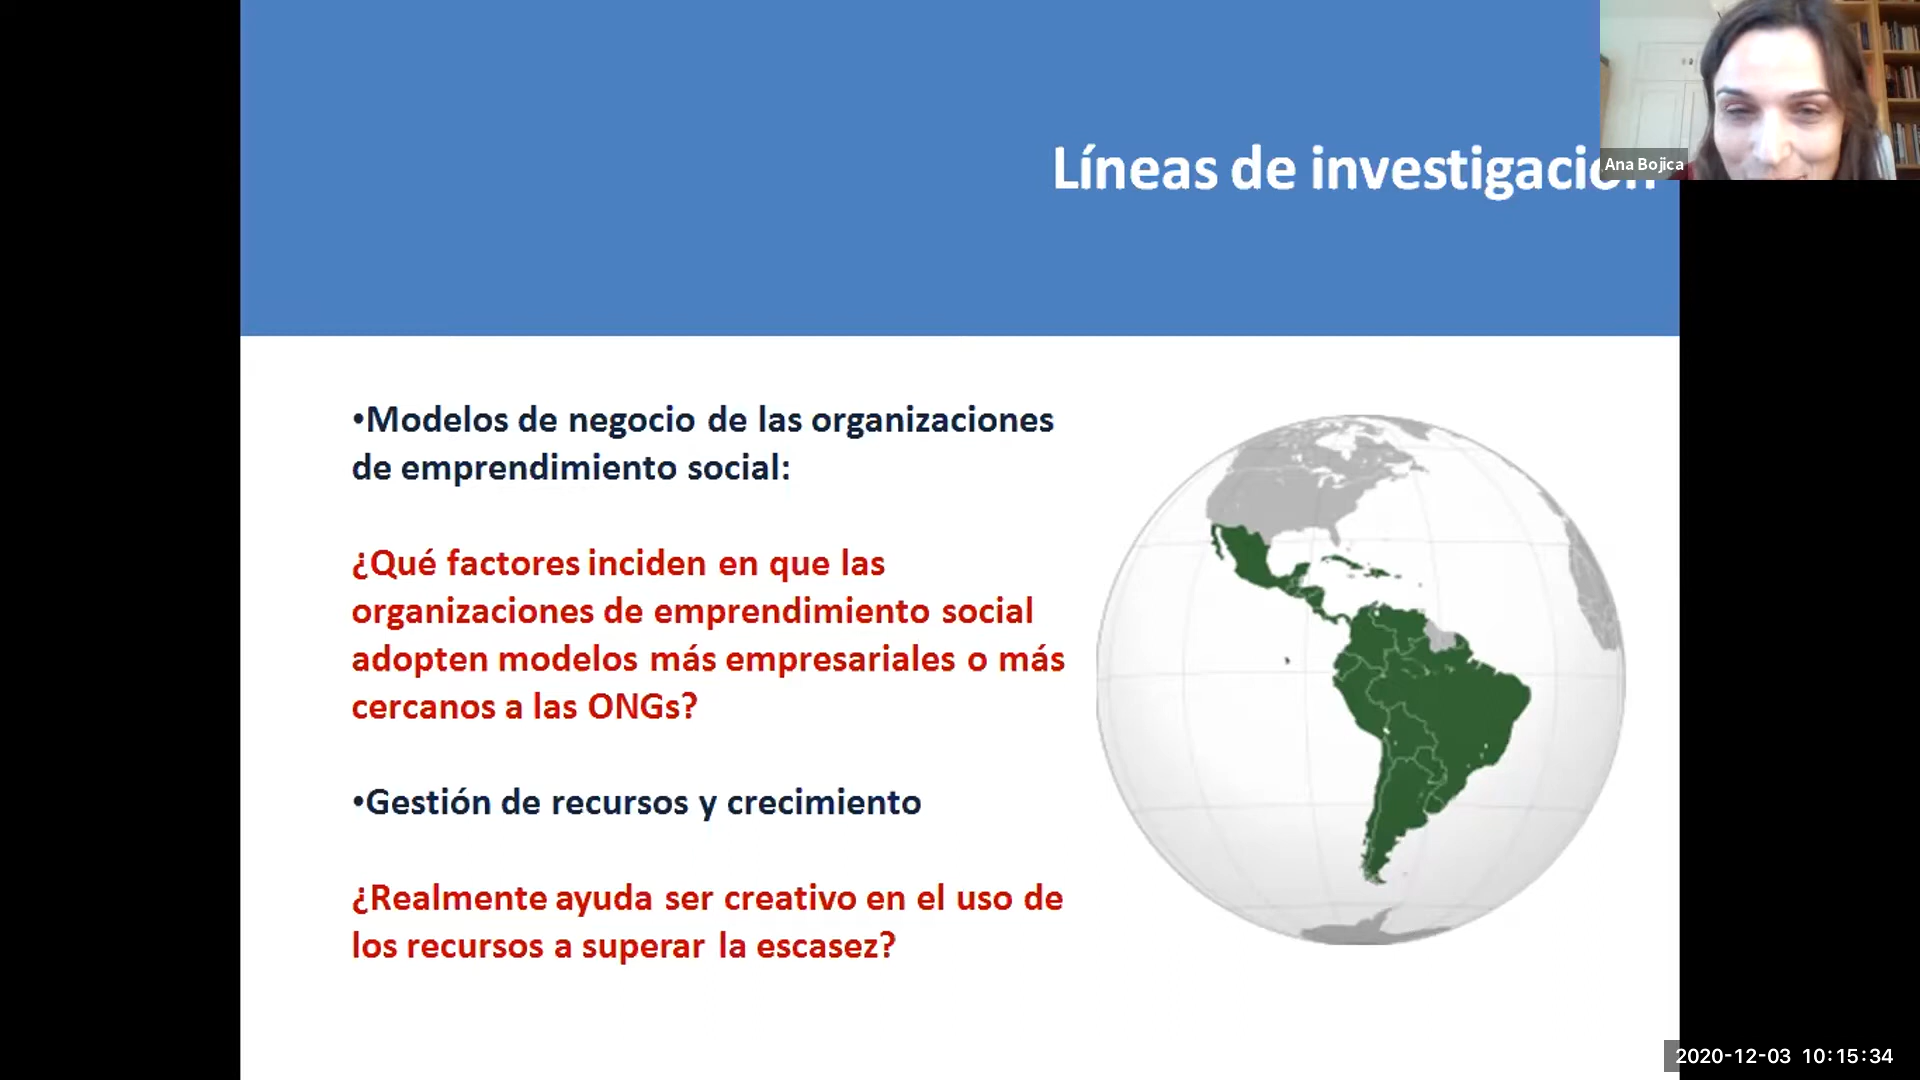 Líneas de investigación
Ana Bojica
•Modelos de negocio de las organizaciones
de emprendimiento social:
¿Qué factores inciden en que las
organizaciones de emprendimiento social
adopten modelos más empresariales o más
cercanos a las ONGs?
•Gestión de recursos y crecimiento
¿Realmente ayuda ser creativo en el uso de
los recursos a superar la escasez?
2020-12-03 10:15:34